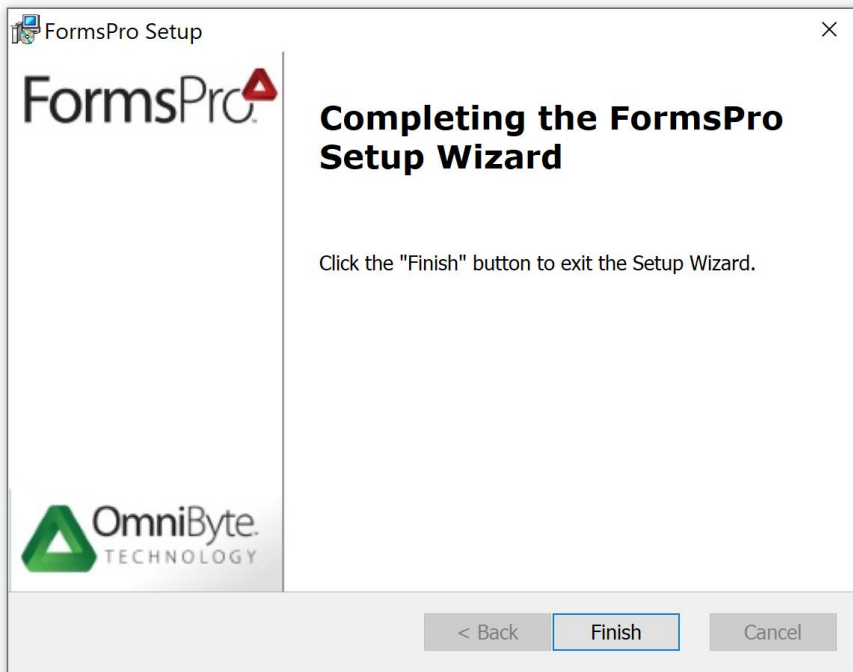 FormsPro Setup
FormsPro
Completing the FormsPro
Setup Wizard
Click the "Finish" button to exit the Setup Wizard.
OmniByte
TECHNOLOGY
< Back Finish Cancel